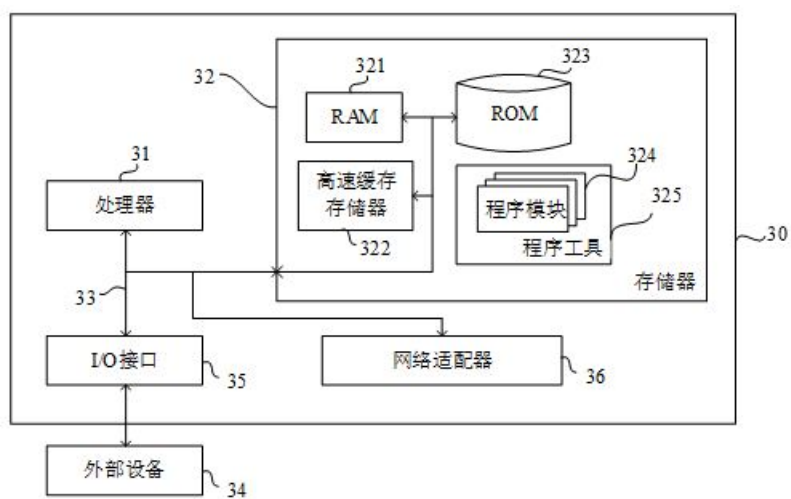 321
323
32
RAM
ROM
31
324
高速缓存
存储器
处理器
程序模块
325
322
程序工具
30
存储器
33
I/O接口
35
网络适配器
36
外部设备
34